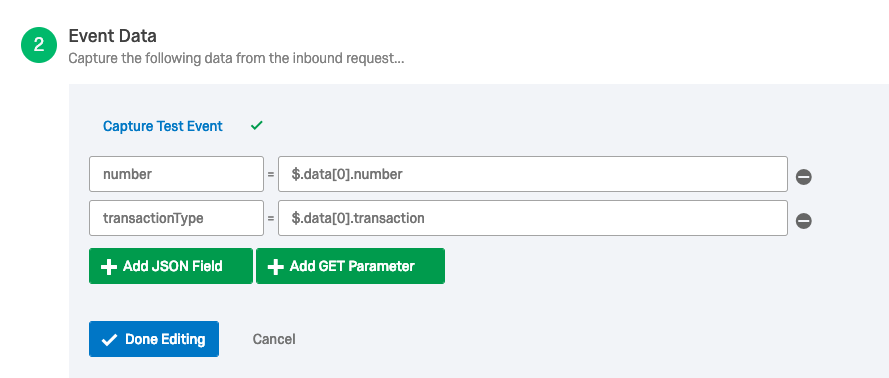 2
Event Data
Capture the following data from the inbound request...
Capture Test Event
number = $.data[0].number
transactionType = $.data[0].transaction
Add JSON Field Add GET Parameter
Done Editing Cancel